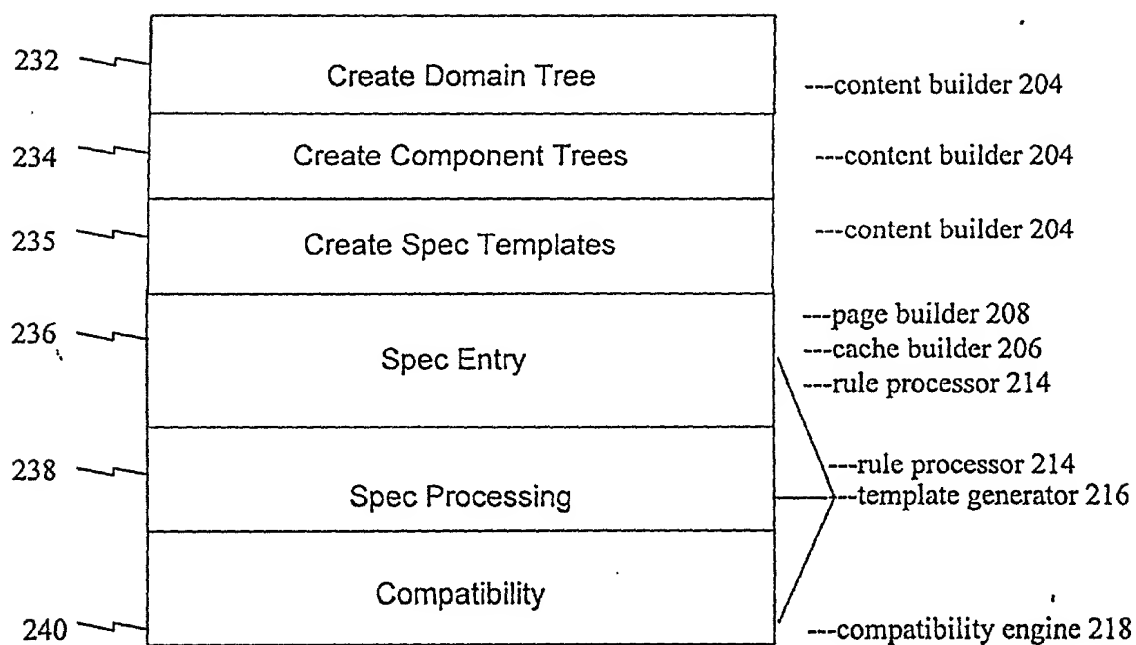 232
Create Domain Tree
---content builder 204
234
Create Component Trees
---content builder 204
235
Create Spec Templates
---content builder 204
236
Spec Entry
---page builder 208
---cache builder 206
---rule processor 214
238
Spec Processing
---rule processor 214
---template generator 216
240
Compatibility
---compatibility engine 218